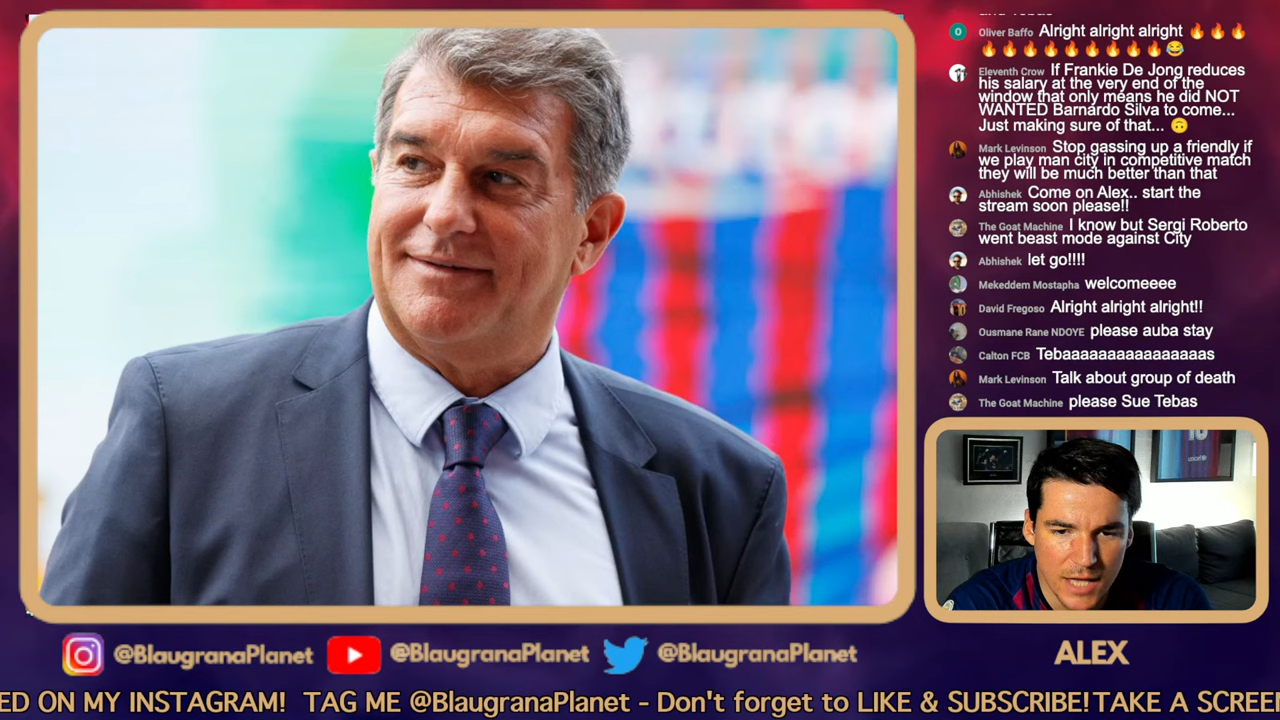 Oliver Baffo Alright alright alright 🔥🔥🔥
🔥🔥🔥🔥🔥🔥🔥🔥🔥😂
Eleventh Crow If Frankie De Jong reduces
his salary at the very end of the
window that only means he did NOT
WANTED Barnardo Silva to come...
Just making sure of that... 🙃
Mark Levinson Stop gassing up a friendly if
we play man city in competitive match
they will be much better than that
Abhishek Come on Alex.. start the
stream soon please!!
The Goat Machine I know but Sergi Roberto
went beast mode against City
Abhishek let go!!!!
Mekeddem Mostapha welcomeeee
David Fregoso Alright alright alright!!
Ousmane Rane NDOYE please auba stay
Calton FCB Tebaaaaaaaaaaaaaaaas
Mark Levinson Talk about group of death
The Goat Machine please Sue Tebas
10
unicef
@BlaugranaPlanet @BlaugranaPlanet @BlaugranaPlanet
ALEX
ED ON MY INSTAGRAM! TAG ME @BlaugranaPlanet - Don't forget to LIKE & SUBSCRIBE!TAKE A SCREE